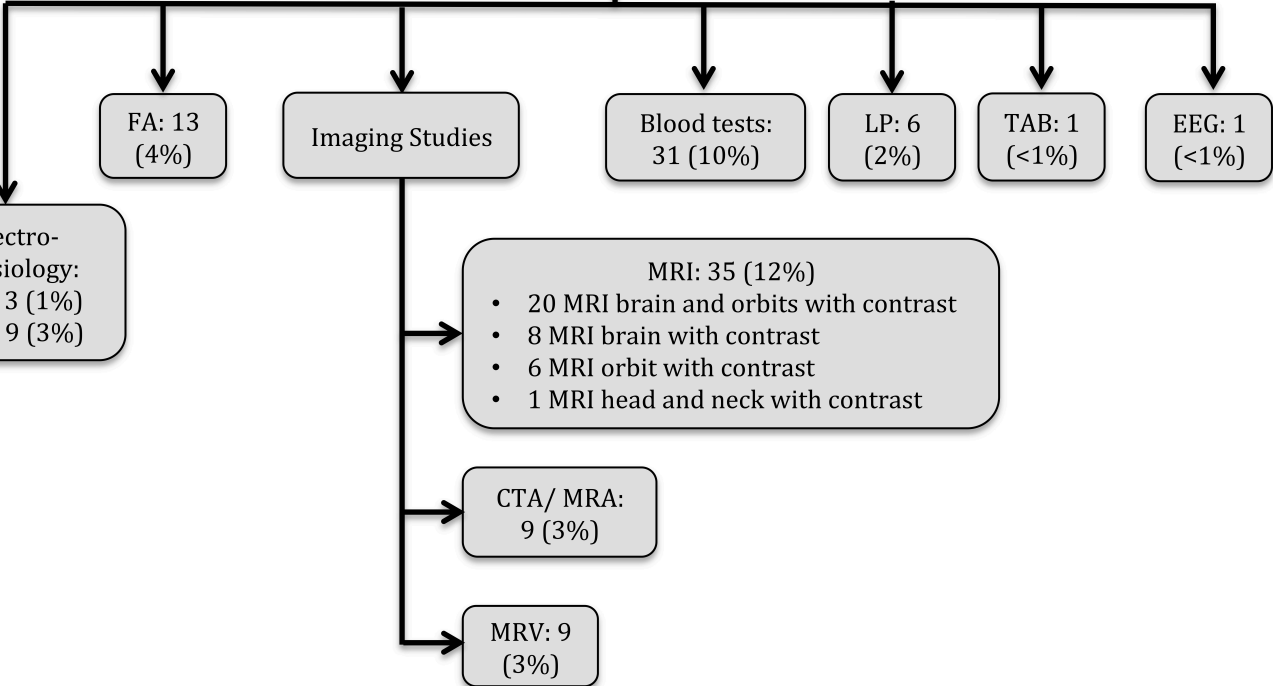 FA: 13
(4%)
Imaging Studies
Blood tests:
31 (10%)
LP: 6
(2%)
TAB: 1
(<1%)
EEG: 1
(<1%)
3 (1%)
9 (3%)
MRI: 35 (12%)
• 20 MRI brain and orbits with contrast
• 8 MRI brain with contrast
• 6 MRI orbit with contrast
• 1 MRI head and neck with contrast
CTA/ MRA:
9 (3%)
MRV: 9
(3%)